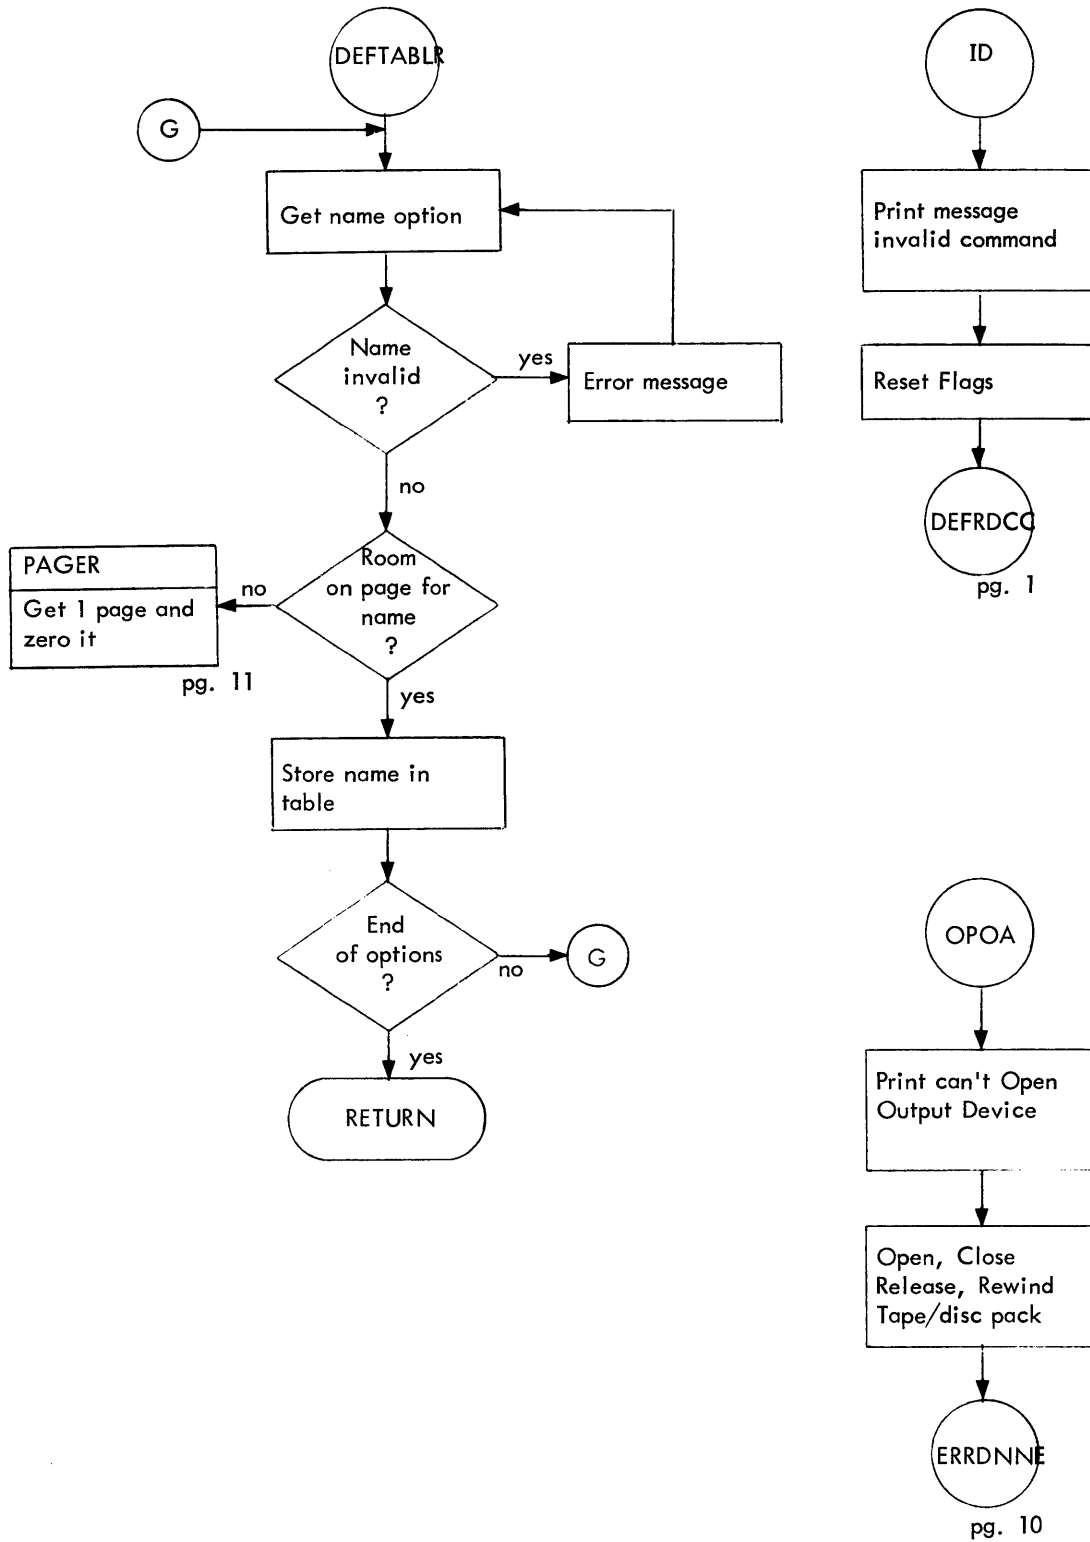 DEFTABLR
G
Get name option
Name
invalid
?
yes
Error message
no
Room
on page for
name
?
no
PAGER
Get 1 page and
zero it
pg. 11
yes
Store name in
table
End
of options
?
no
G
yes
RETURN
ID
Print message
invalid command
Reset Flags
DEFRDCC
pg. 1
OPOA
Print can't Open
Output Device
Open, Close
Release, Rewind
Tape/disc pack
ERRDNNE
pg. 10